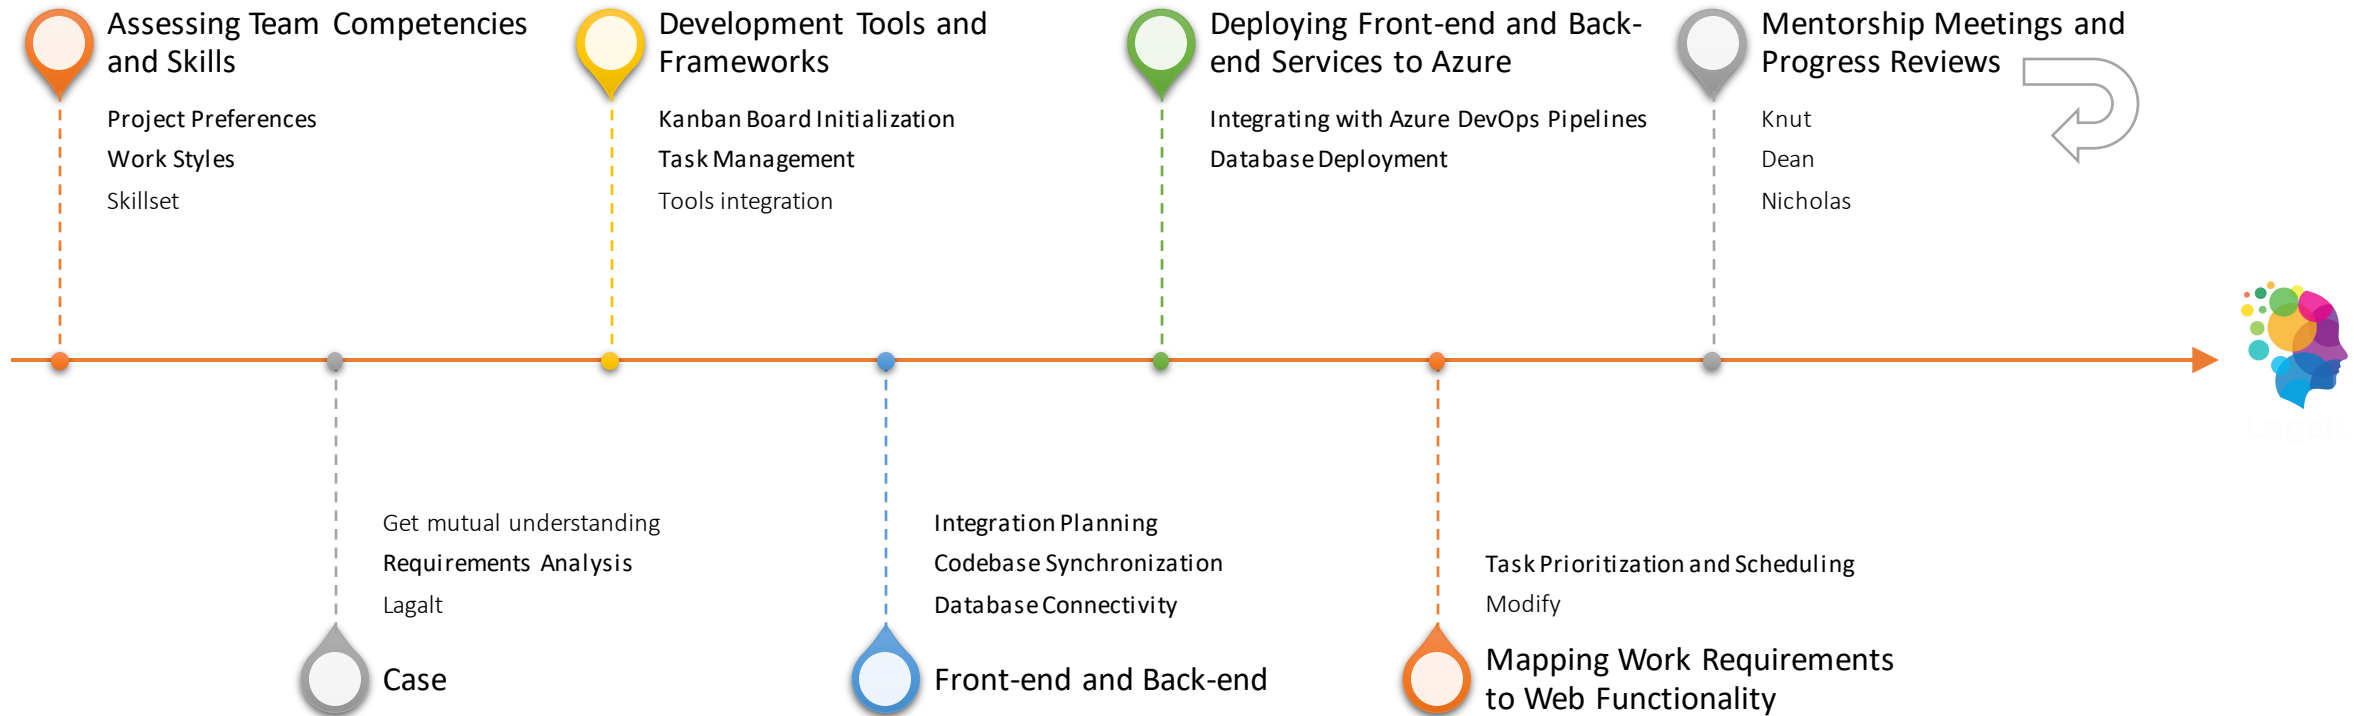 Assessing Team Competencies
and Skills
Project Preferences
Work Styles
Skillset
Development Tools and
Frameworks
Kanban Board Initialization
Task Management
Tools integration
Deploying Front-end and Back-
end Services to Azure
Integrating with Azure DevOps Pipelines
Database Deployment
Mentorship Meetings and
Progress Reviews
Knut
Dean
Nicholas
Get mutual understanding
Requirements Analysis
Lagalt
Case
Integration Planning
Codebase Synchronization
Database Connectivity
Front-end and Back-end
Task Prioritization and Scheduling
Modify
Mapping Work Requirements
to Web Functionality